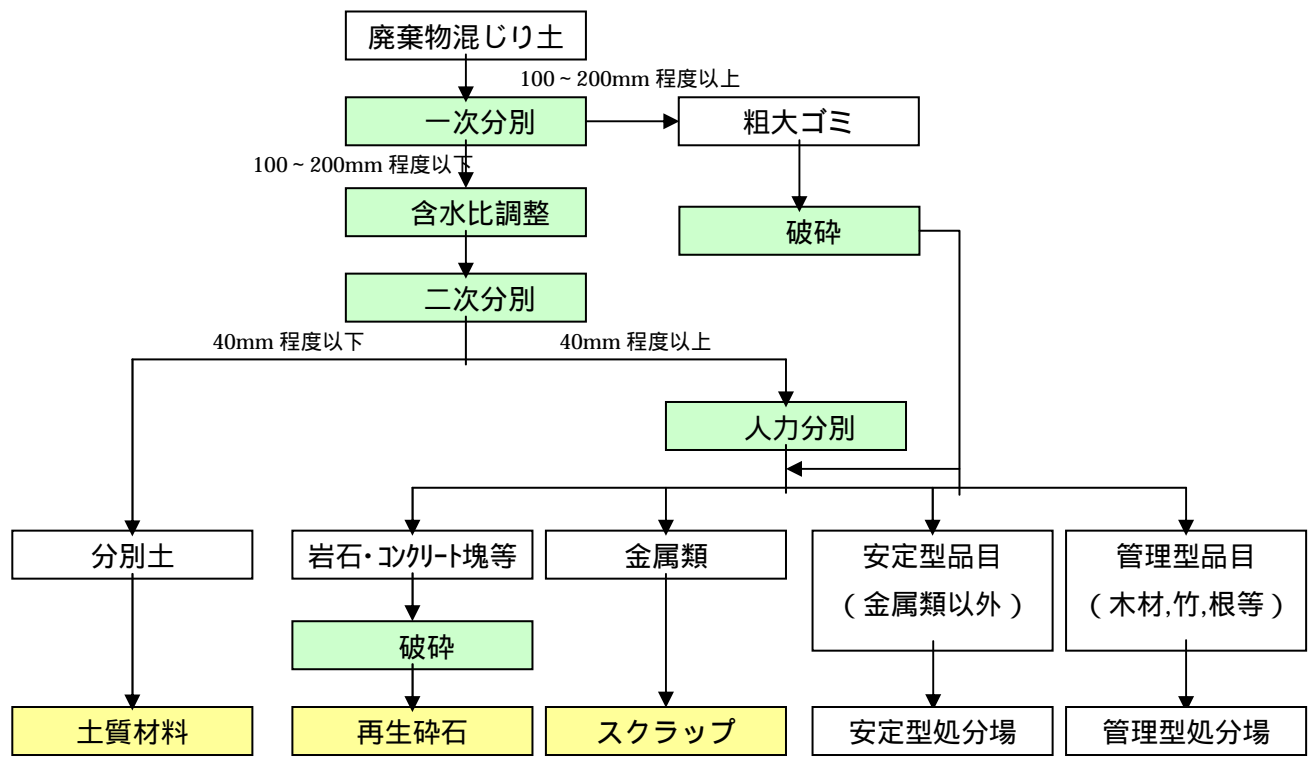 廃棄物混じり土
100~200mm 程度以上
一次分別
粗大ゴミ
100~200mm 程度以下
含水比調整
破砕
二次分別
40mm 程度以下
40mm 程度以上
人力分別
分別土
岩石・ｺﾝｸﾘｰﾄ塊等
金属類
安定型品目
(金属類以外)
管理型品目
(木材,竹,根等)
破砕
土質材料
再生砕石
スクラップ
安定型処分場
管理型処分場